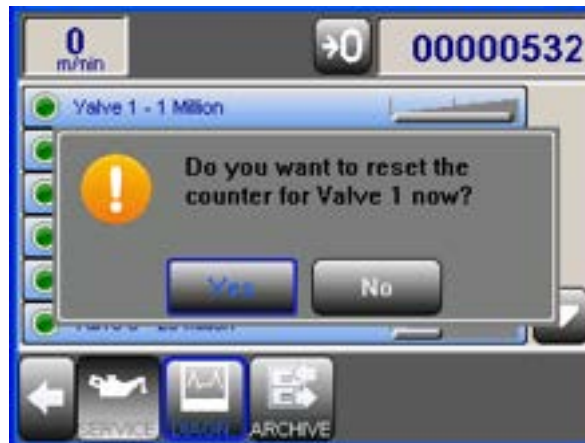 0
m/min
→0
00000532
Valve 1 - 1 Million
Do you want to reset the
counter for Valve 1 now?
Yes
No
SERVICE
ARCHIVE